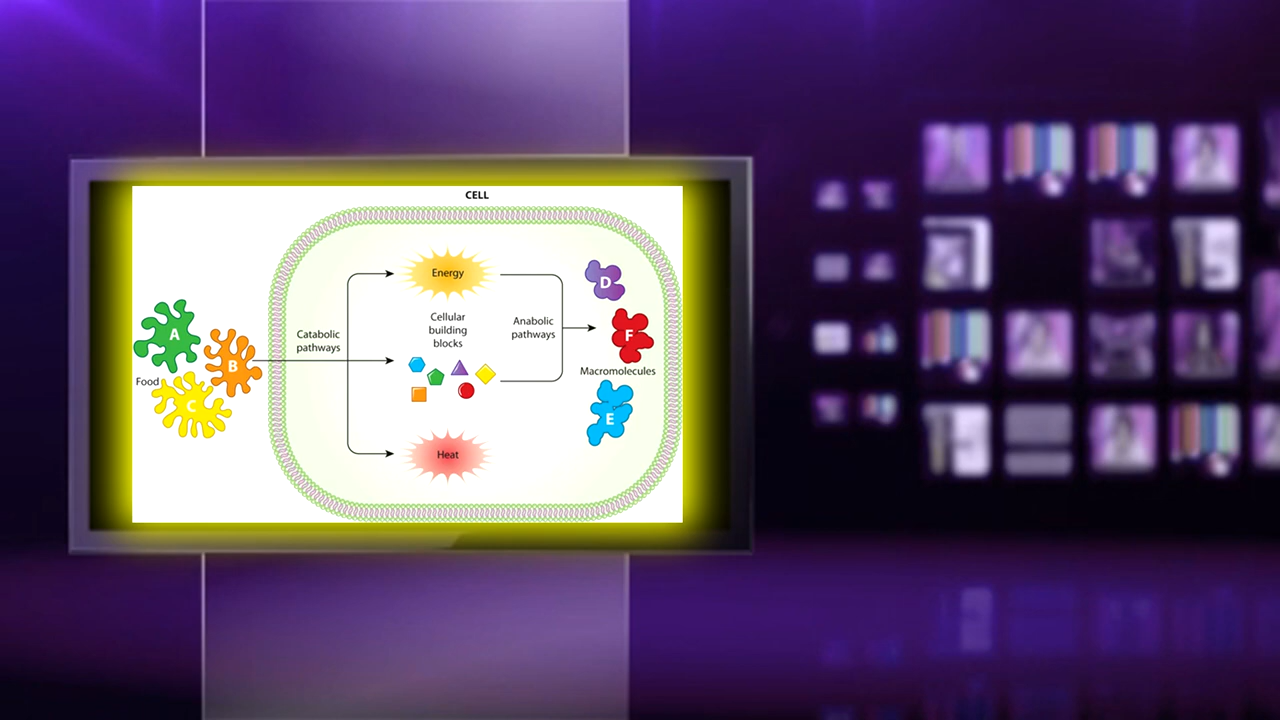 CELL
Energy
D
Cellular
building
blocks
Catabolic
pathways
Anabolic
pathways
A
F
B
Food
Macromolecules
C
E
Heat